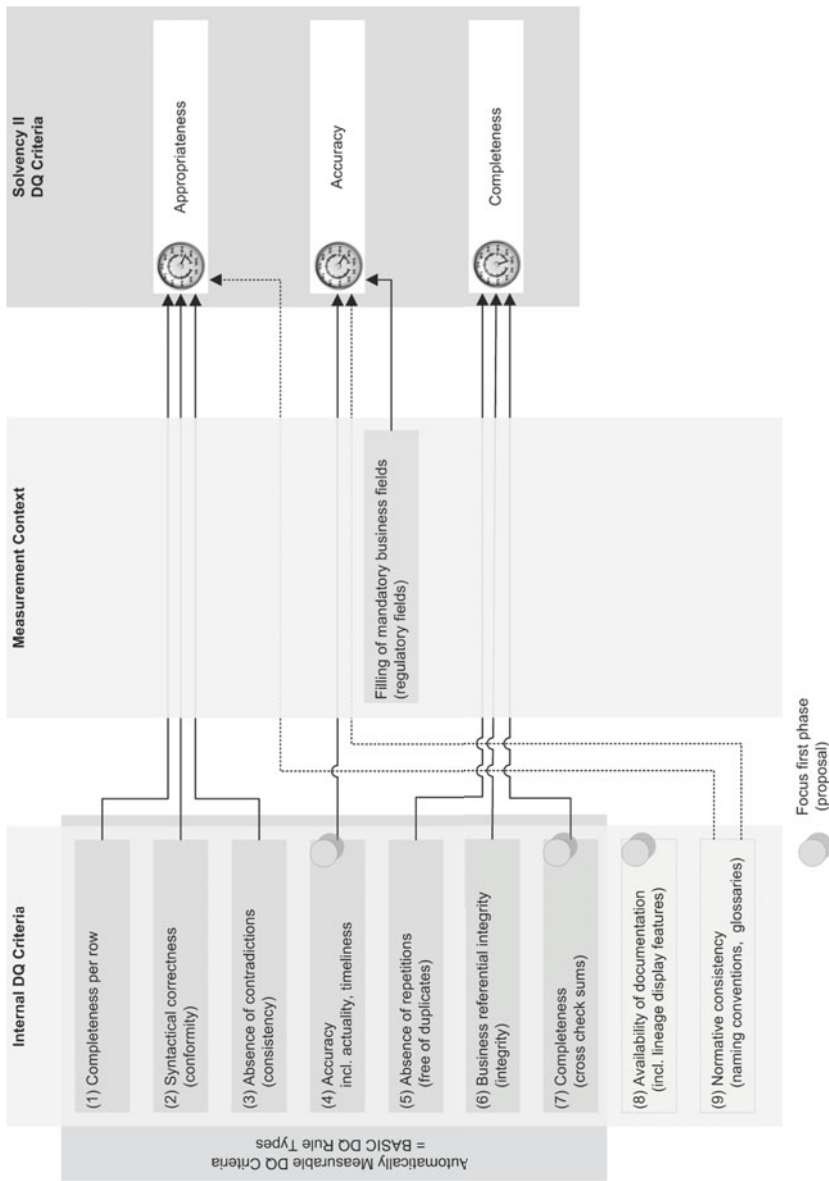 Internal DQ Criteria
Measurement Context
Solvency II
DQ Criteria
Automatically Measurable DQ Criteria
= BASIC DQ Rule Types
(1) Completeness per row
(2) Syntactical correctness
(conformity)
(3) Absence of contradictions
(consistency)
(4) Accuracy
incl. actuality, timeliness
(5) Absence of repetitions
(free of duplicates)
(6) Business referential integrity
(integrity)
(7) Completeness
(cross check sums)
(8) Availability of documentation
(incl. lineage display features)
(9) Normative consistency
(naming conventions, glossaries)
Filling of mandatory business fields
(regulatory fields)
Appropriateness
Accuracy
Completeness
Focus first phase
(proposal)